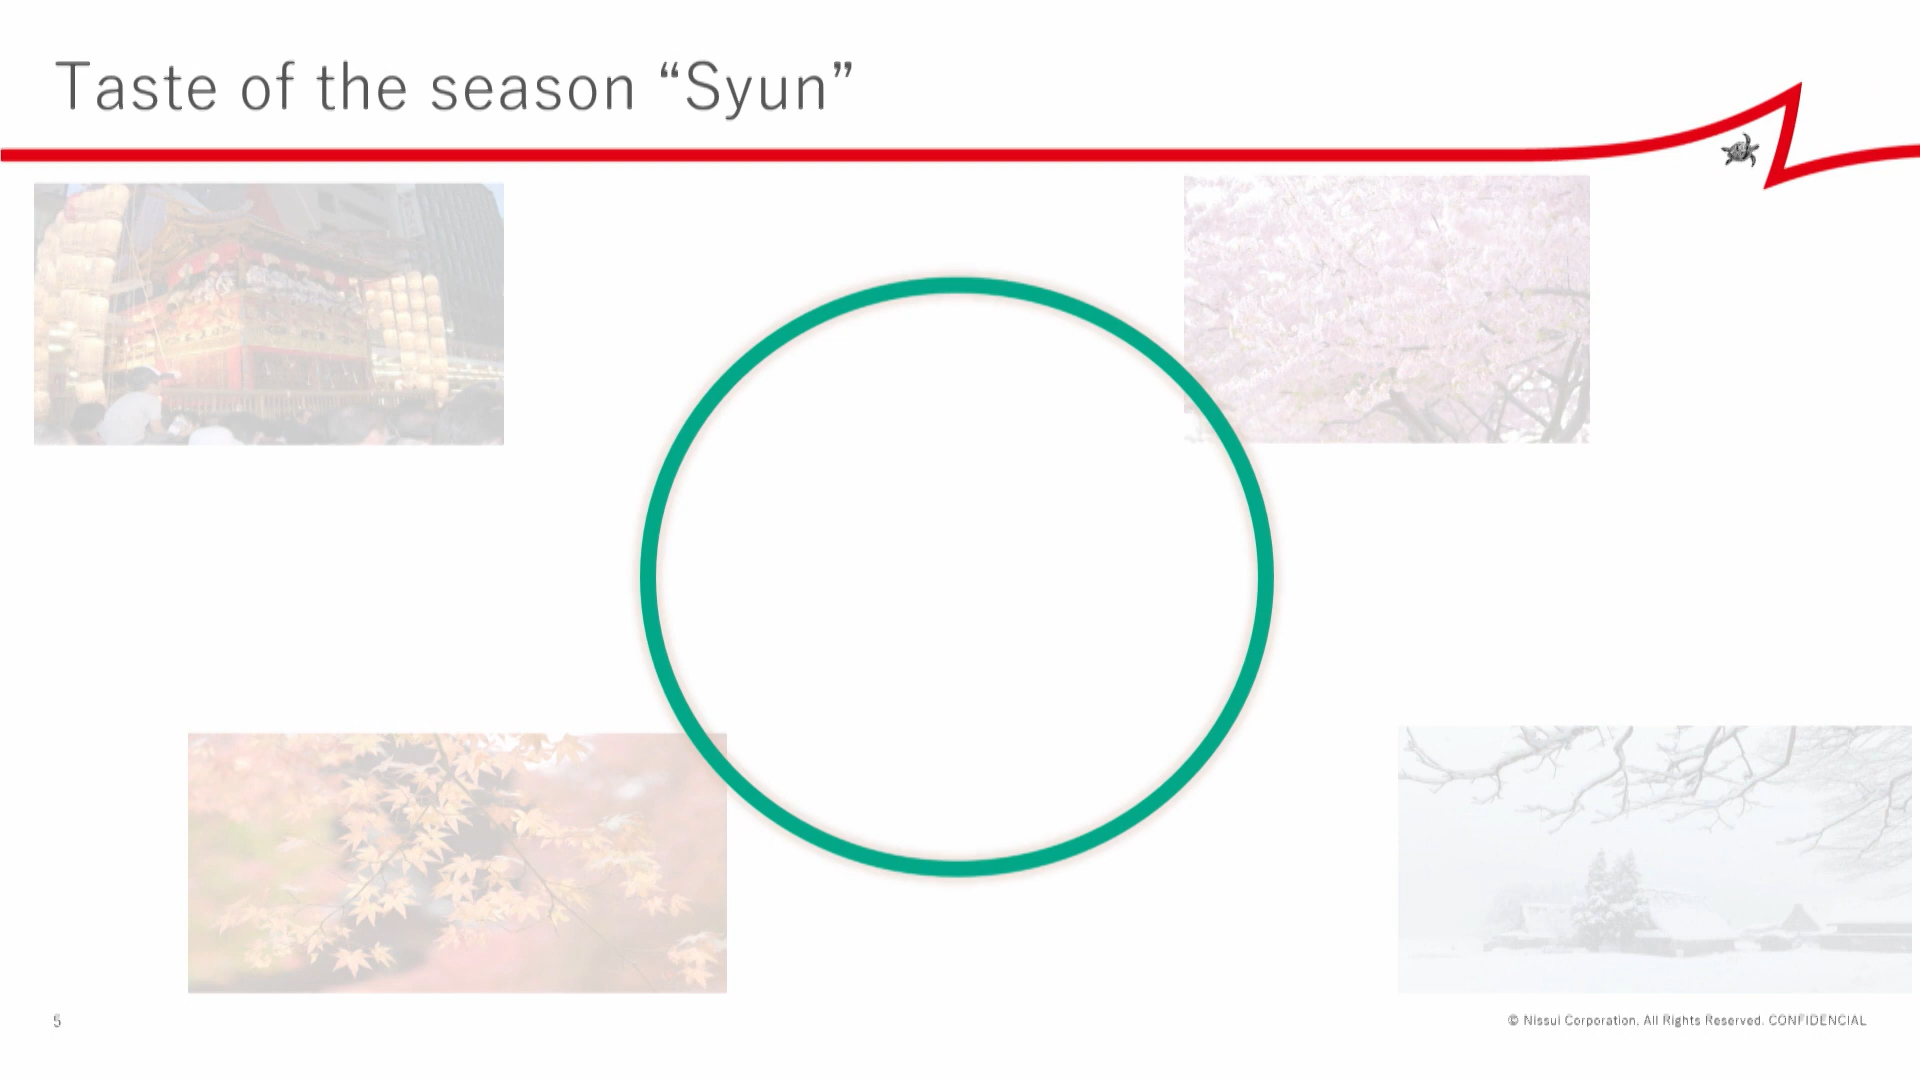 Taste of the season “Syun”
5
© Nissui Corporation. All Rights Reserved. CONFIDENCIAL